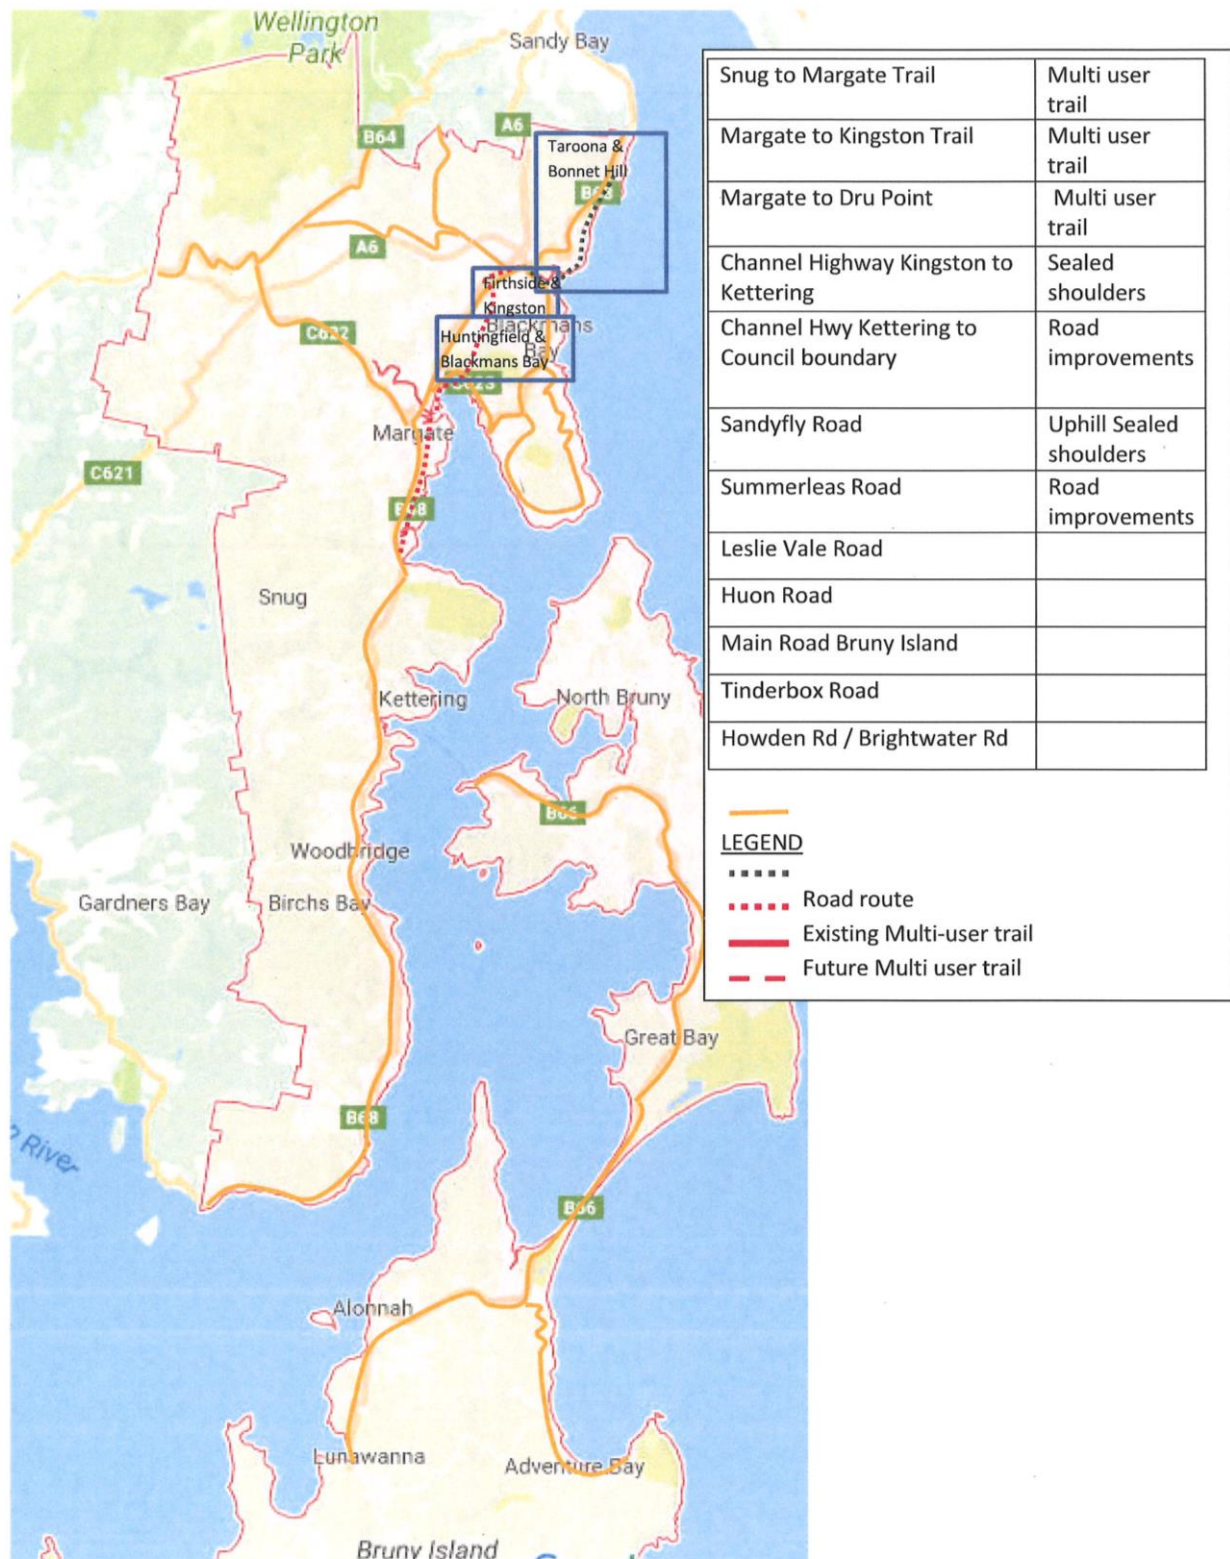 Wellington
Park
Sandy Bay
A6
B64
Taroona &
Bonnet Hill
B68
A6
Firthside &
Kingston
Blackmans
Bay
Huntingfield &
Blackmans Bay
C622
C623
Margate
C621
B68
Snug
Kettering
North Bruny
B66
Woodbridge
Gardners Bay
Birchs Bay
Great Bay
B68
River
B66
Alonnah
Lunawanna
Adventure Bay
Bruny Island
Snug to Margate Trail
Multi user
trail
Margate to Kingston Trail
Multi user
trail
Margate to Dru Point
Multi user
trail
Channel Highway Kingston to
Kettering
Sealed
shoulders
Channel Hwy Kettering to
Council boundary
Road
improvements
Sandyfly Road
Uphill Sealed
shoulders
Summerleas Road
Road
improvements
Leslie Vale Road
Huon Road
Main Road Bruny Island
Tinderbox Road
Howden Rd / Brightwater Rd
LEGEND
Road route
Existing Multi-user trail
Future Multi user trail